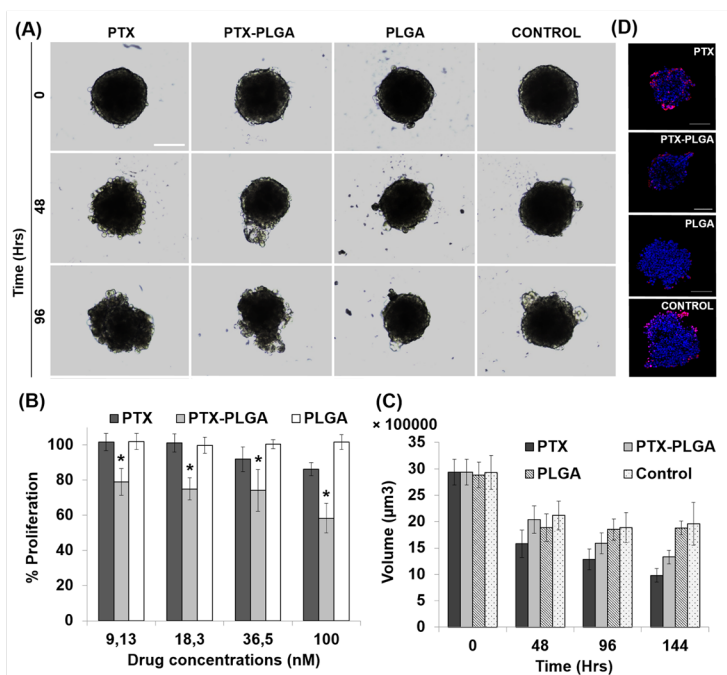 (A)
PTX PTX-PLGA PLGA CONTROL
Time (Hrs)
0
48
96
(D)
PTX
PTX-PLGA
PLGA
CONTROL
(B)
PTX PTX-PLGA PLGA
% Proliferation
100
80
60
40
20
0
* * * *
9,13 18,3 36,5 100
Drug concentrations (nM)
(C)
× 100000
PTX PTX-PLGA
PLGA Control
Volume (µm3)
35
30
25
20
15
10
5
0
0 48 96 144
Time (Hrs)